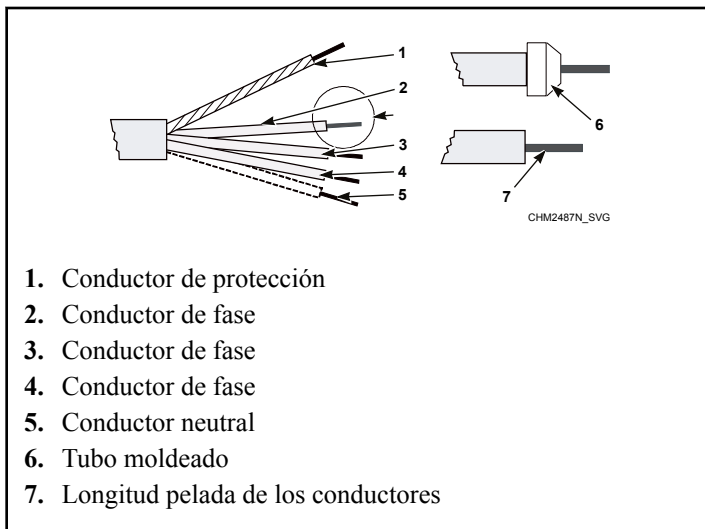 1
2
3
4
5
6
7
CHM2487N_SVG
1. Conductor de protección
2. Conductor de fase
3. Conductor de fase
4. Conductor de fase
5. Conductor neutral
6. Tubo moldeado
7. Longitud pelada de los conductores